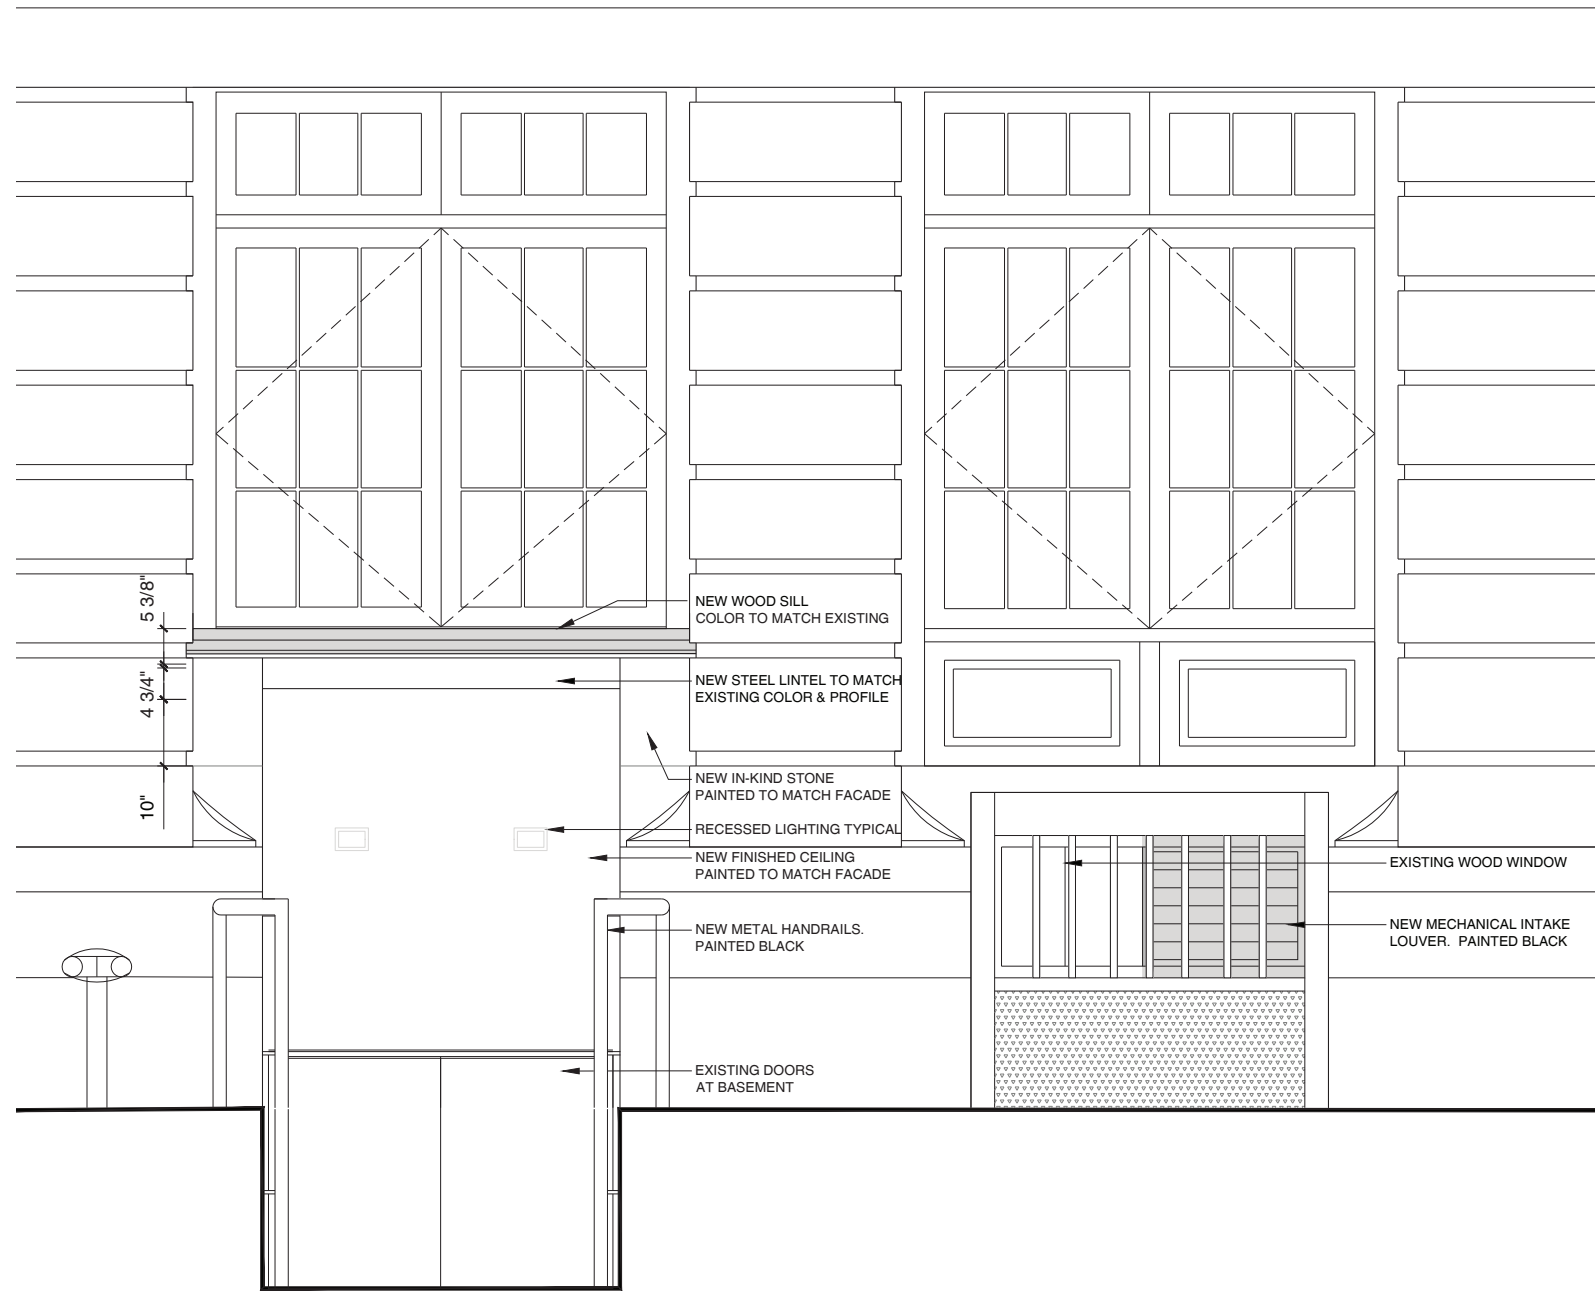 5 3/8"
NEW WOOD SILL
COLOR TO MATCH EXISTING
4 3/4"
NEW STEEL LINTEL TO MATCH
EXISTING COLOR & PROFILE
10"
NEW IN-KIND STONE
PAINTED TO MATCH FACADE
RECESSED LIGHTING TYPICAL
NEW FINISHED CEILING
PAINTED TO MATCH FACADE
EXISTING WOOD WINDOW
NEW METAL HANDRAILS.
PAINTED BLACK
NEW MECHANICAL INTAKE
LOUVER. PAINTED BLACK
EXISTING DOORS
AT BASEMENT